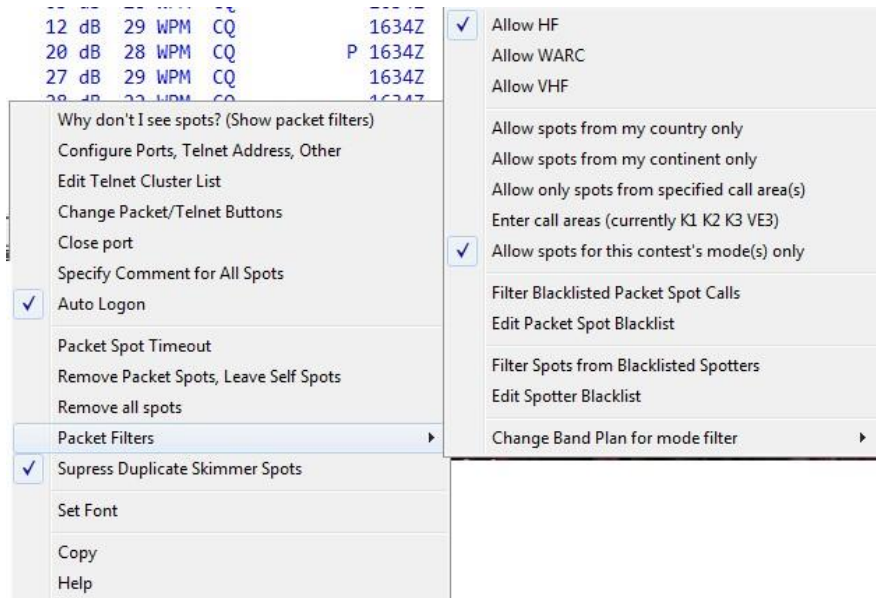 12 dB 29 WPM CQ 1634Z
20 dB 28 WPM CQ P 1634Z
27 dB 29 WPM CQ 1634Z
Why don't I see spots? (Show packet filters)
Configure Ports, Telnet Address, Other
Edit Telnet Cluster List
Change Packet/Telnet Buttons
Close port
Specify Comment for All Spots
Auto Logon
Packet Spot Timeout
Remove Packet Spots, Leave Self Spots
Remove all spots
Packet Filters
Supress Duplicate Skimmer Spots
Set Font
Copy
Help
Allow HF
Allow WARC
Allow VHF
Allow spots from my country only
Allow spots from my continent only
Allow only spots from specified call area(s)
Enter call areas (currently K1 K2 K3 VE3)
Allow spots for this contest's mode(s) only
Filter Blacklisted Packet Spot Calls
Edit Packet Spot Blacklist
Filter Spots from Blacklisted Spotters
Edit Spotter Blacklist
Change Band Plan for mode filter